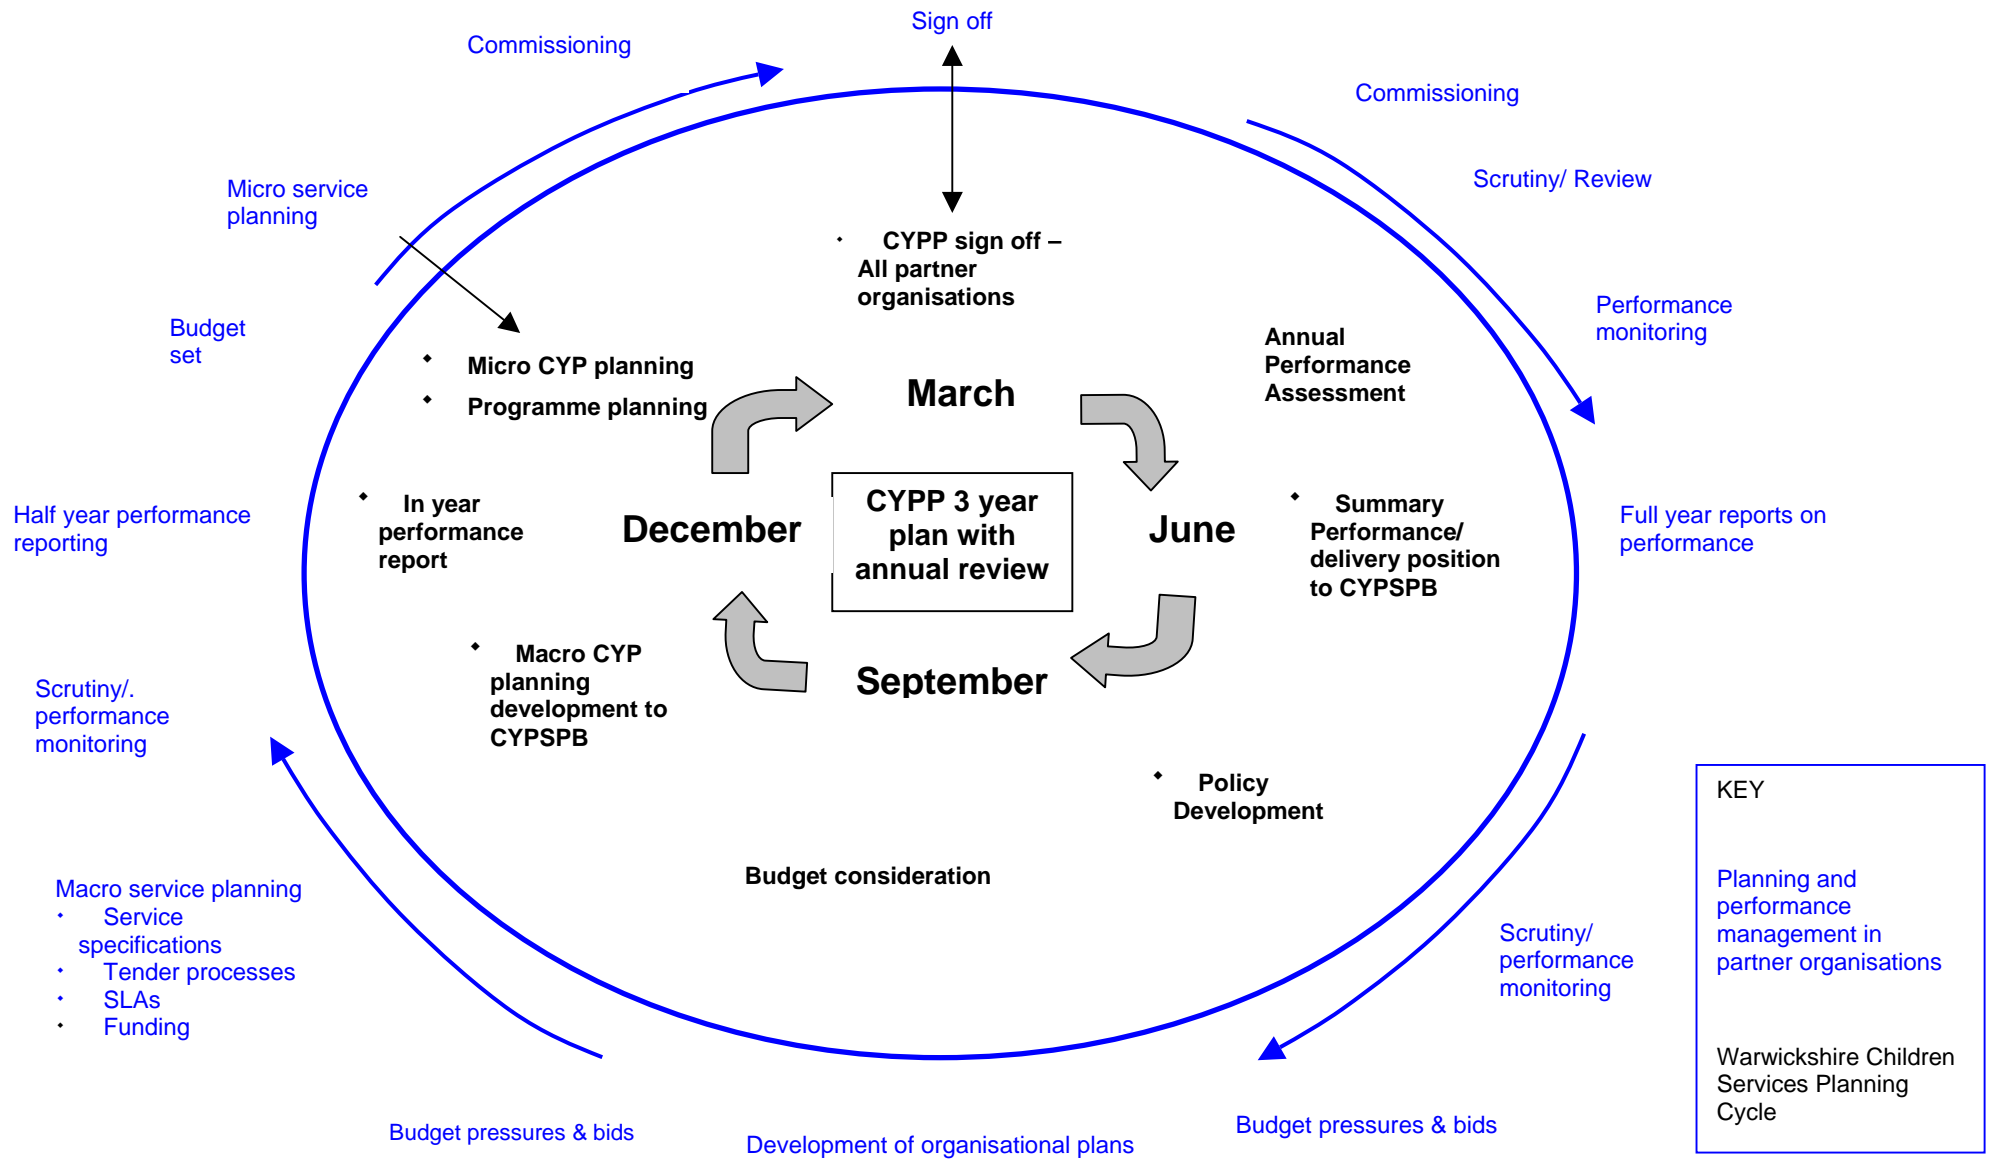 Sign off
Commissioning
Commissioning
Scrutiny/ Review
Micro service
planning
CYPP sign off –
All partner
organisations
Performance
monitoring
Budget
set
Annual
Performance
Assessment
Micro CYP planning
Programme planning
March
Half year performance
reporting
In year
performance
report
December
CYPP 3 year
plan with
annual review
June
Summary
Performance/
delivery position
to CYPSPB
Full year reports on
performance
Scrutiny/.
performance
monitoring
Macro CYP
planning
development to
CYPSPB
September
Policy
Development
Budget consideration
Macro service planning
Service
specifications
Tender processes
SLAs
Funding
Scrutiny/
performance
monitoring
Budget pressures & bids
Development of organisational plans
Budget pressures & bids
KEY
Planning and
performance
management in
partner organisations
Warwickshire Children
Services Planning
Cycle